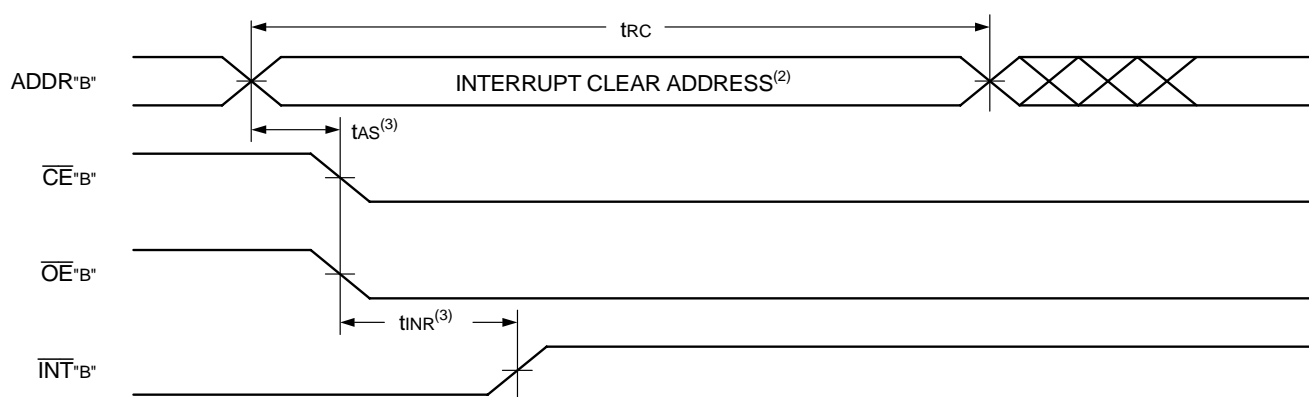 tRC
ADDR"B"
INTERRUPT CLEAR ADDRESS(2)
tAS(3)
CE"B"
OE"B"
tINR(3)
INT"B"